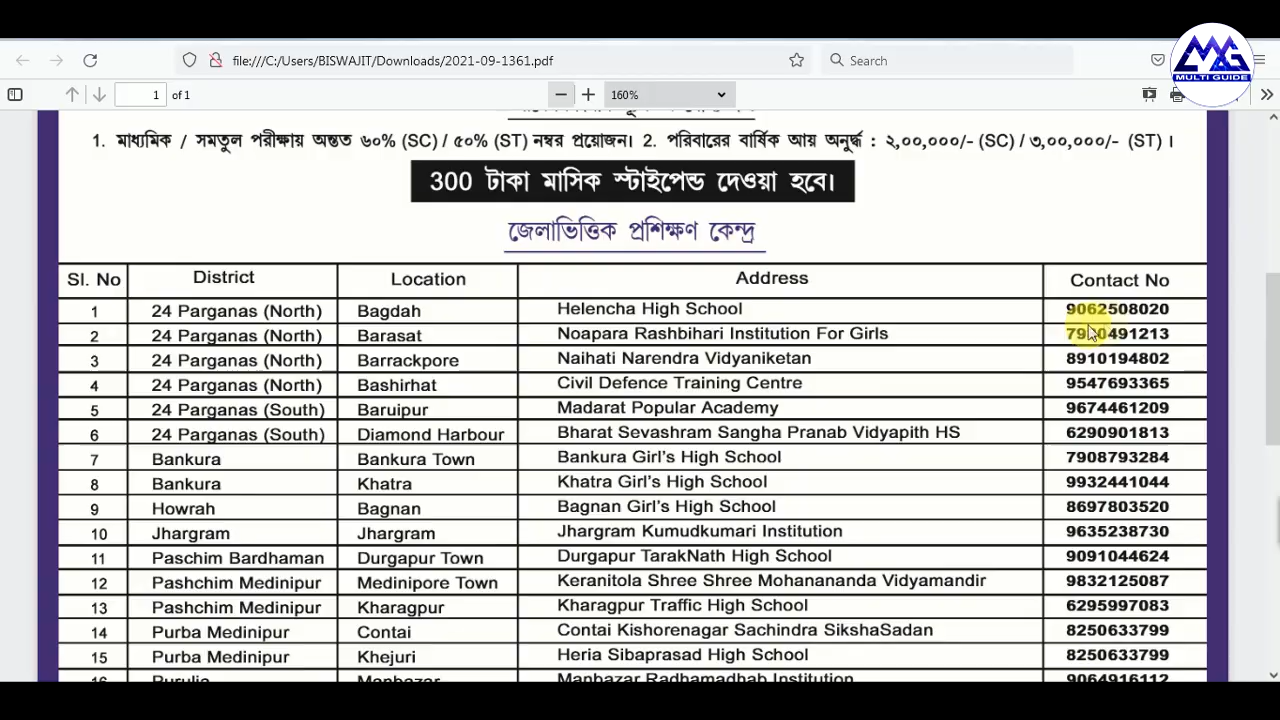 MULTI GUIDE
file:///C:/Users/BISWAJIT/Downloads/2021-09-1361.pdf
Search
1 of 1
160%
1. মাধ্যমিক / সমতুল পরীক্ষায় অন্তত ৬০% (SC) / ৫০% (ST) নম্বর প্রয়োজন। 2. পরিবারের বার্ষিক আয় অনুর্দ্ধ : ২,০০,০০০/- (SC) / ৩,০০,০০০/- (ST) ।
300 টাকা মাসিক স্টাইপেন্ড দেওয়া হবে।
জেলাভিত্তিক প্রশিক্ষণ কেন্দ্র
Sl. No District Location Address Contact No
1 24 Parganas (North) Bagdah Helencha High School 9062508020
2 24 Parganas (North) Barasat Noapara Rashbihari Institution For Girls
3 24 Parganas (North) Barrackpore Naihati Narendra Vidyaniketan 8910194802
4 24 Parganas (North) Bashirhat Civil Defence Training Centre 9547693365
5 24 Parganas (South) Baruipur Madarat Popular Academy 9674461209
6 24 Parganas (South) Diamond Harbour Bharat Sevashram Sangha Pranab Vidyapith HS 6290901813
7 Bankura Bankura Town Bankura Girl's High School 7908793284
8 Bankura Khatra Khatra Girl's High School 9932441044
9 Howrah Bagnan Bagnan Girl's High School 8697803520
10 Jhargram Jhargram Jhargram Kumudkumari Institution 9635238730
11 Paschim Bardhaman Durgapur Town Durgapur TarakNath High School 9091044624
12 Pashchim Medinipur Medinipore Town Keranitola Shree Shree Mohanananda Vidyamandir 9832125087
13 Pashchim Medinipur Kharagpur Kharagpur Traffic High School 6295997083
14 Purba Medinipur Contai Contai Kishorenagar Sachindra SikshaSadan 8250633799
15 Purba Medinipur Khejuri Heria Sibaprasad High School 8250633799
16 Purulia Manbazar Manbazar Radhamadhab Institution 9064916112